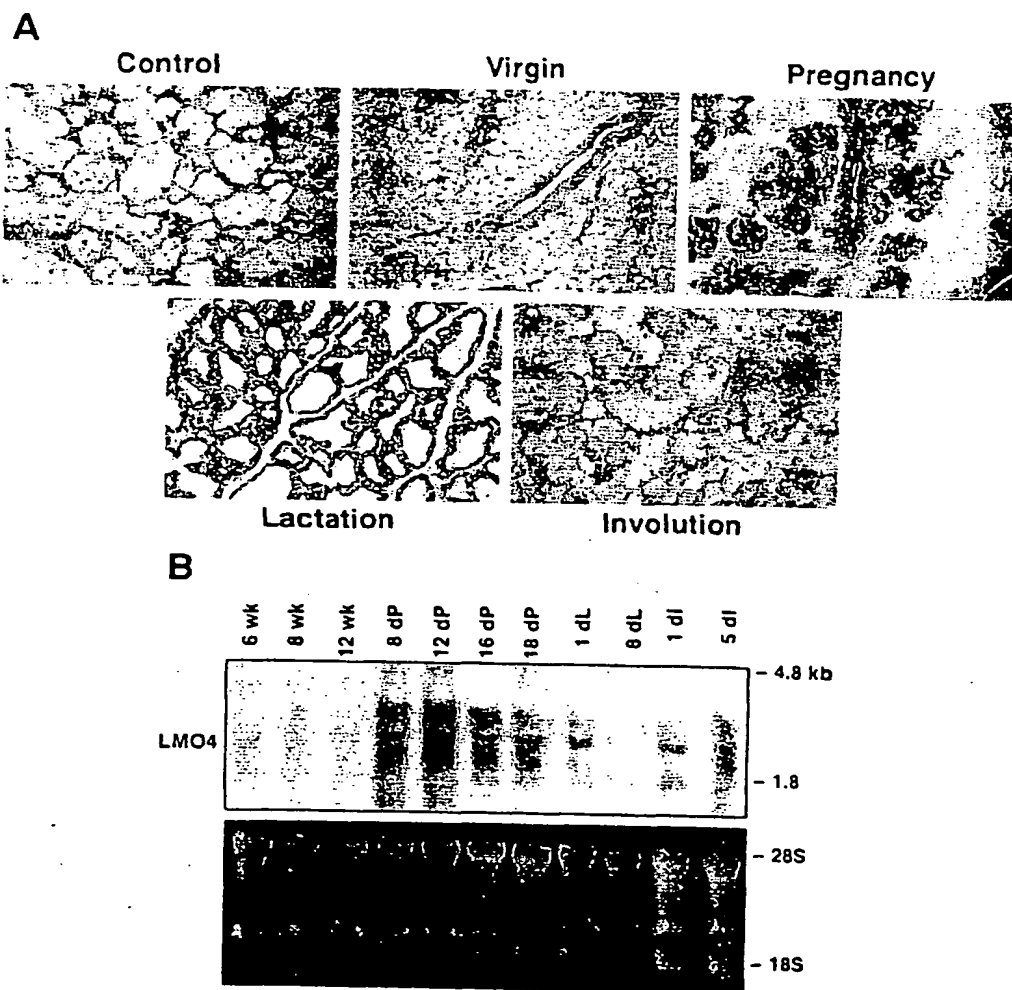 A
Control
Virgin
Pregnancy
Lactation
Involution
B
6 wk
8 wk
12 wk
8 dP
12 dP
16 dP
18 dP
1 dL
8 dL
1 dI
5 dI
LMO4
- 4.8 kb
- 1.8
- 28S
- 18S